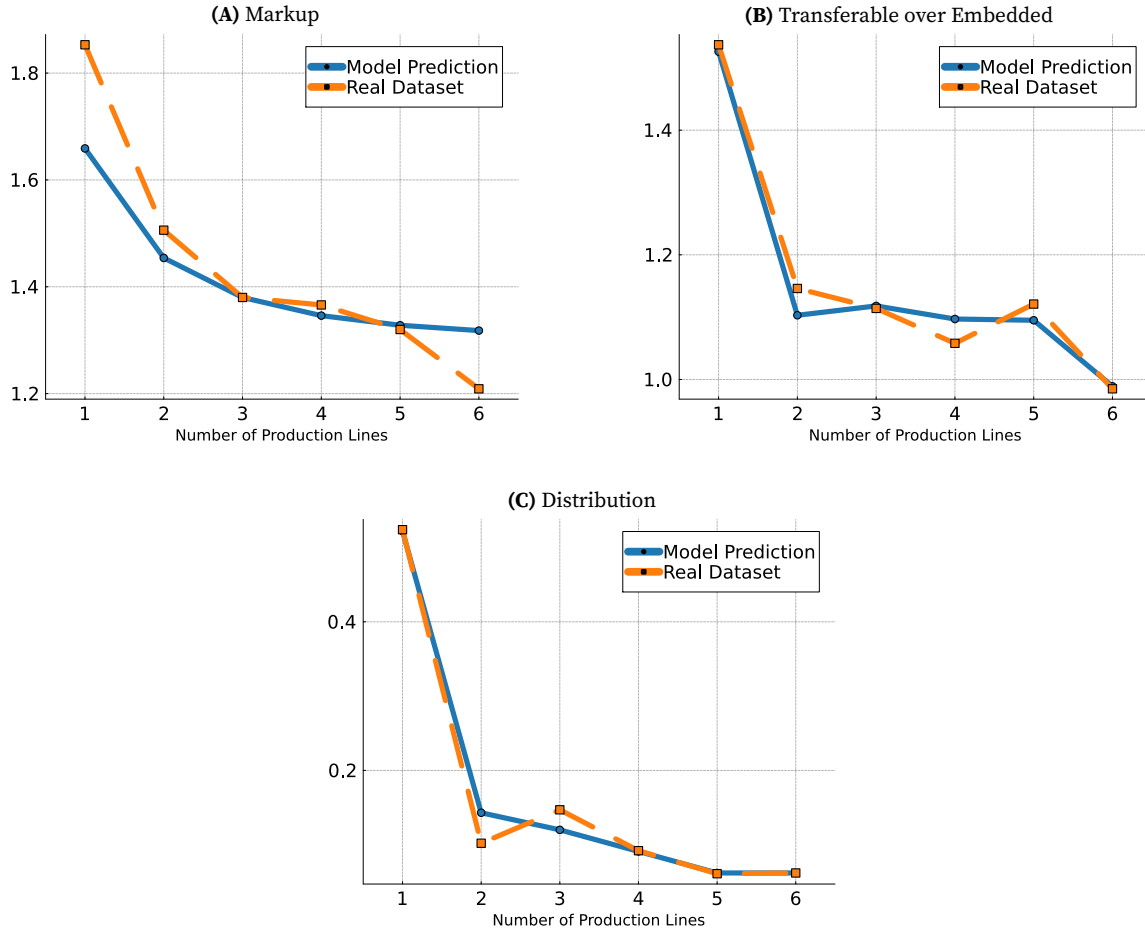 (A) Markup
1.8
1.6
1.4
1.2
Model Prediction
Real Dataset
1 2 3 4 5 6
Number of Production Lines
(B) Transferable over Embedded
1.4
1.2
1.0
Model Prediction
Real Dataset
1 2 3 4 5 6
Number of Production Lines
(C) Distribution
0.4
0.2
Model Prediction
Real Dataset
1 2 3 4 5 6
Number of Production Lines